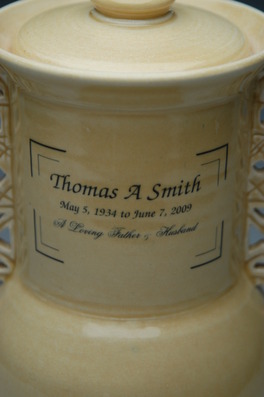 Thomas A Smith
May 5, 1934 to June 7, 2009
A Loving Father & Husband